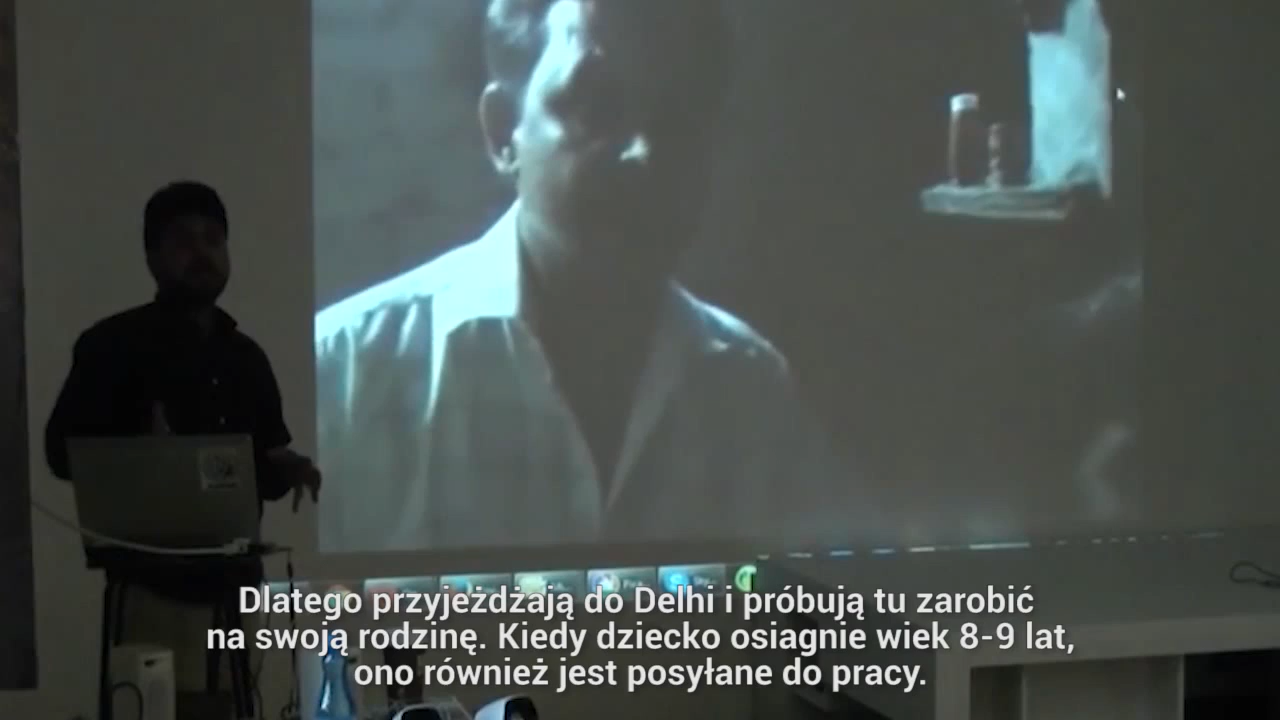 Dlatego przyjeżdżają do Delhi i próbują tu zarobić
na swoją rodzinę. Kiedy dziecko osiagnie wiek 8-9 lat,
ono również jest posyłane do pracy.